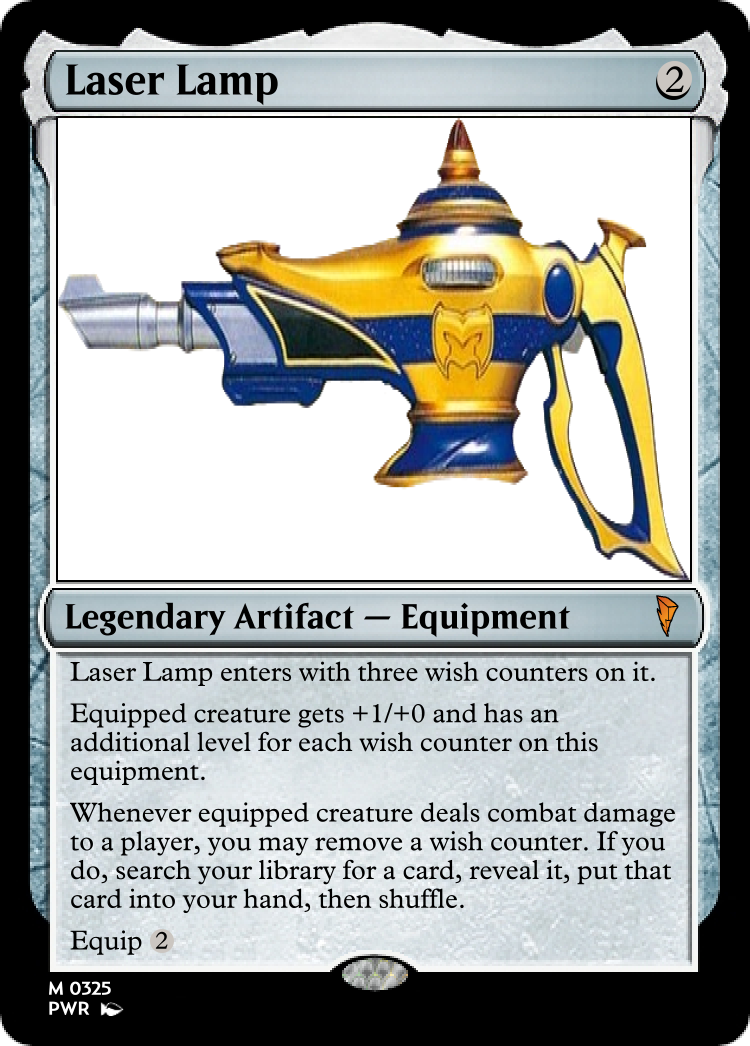 Laser Lamp 2
Legendary Artifact — Equipment
Laser Lamp enters with three wish counters on it.
Equipped creature gets +1/+0 and has an
additional level for each wish counter on this
equipment.
Whenever equipped creature deals combat damage
to a player, you may remove a wish counter. If you
do, search your library for a card, reveal it, put that
card into your hand, then shuffle.
Equip 2
M 0325
PWR